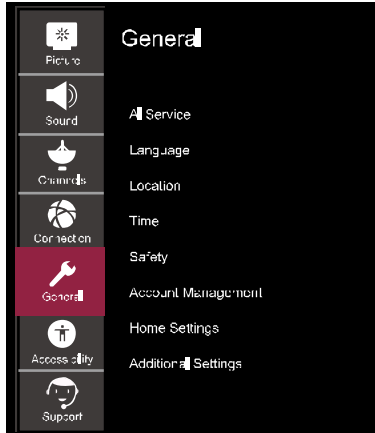 General
Picture
Sound
Channels
Connection
General
Accessibility
Support
AI Service
Language
Location
Time
Safety
Account Management
Home Settings
Additional Settings